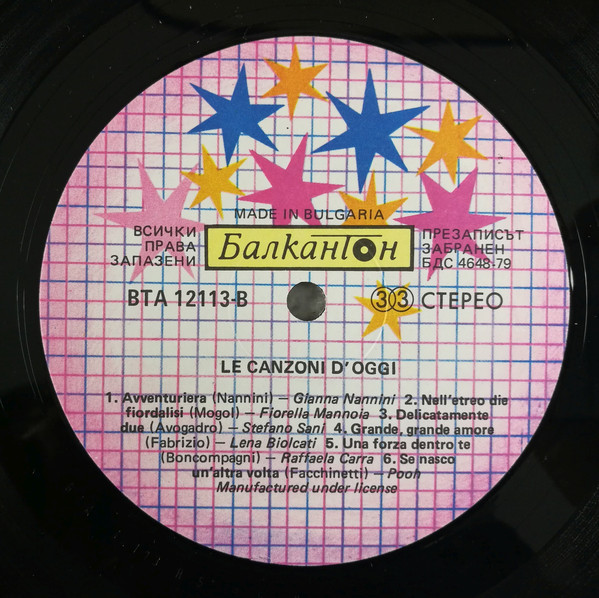 MADE IN BULGARIA
ВСИЧКИ
ПРАВА
ЗАПАЗЕНИ
Балкантон
ПРЕЗАПИСЪТ
ЗАБРАНЕН
БДС 4648-79
ВТА 12113-В
33 СТЕРЕО
LE CANZONI D'OGGI
1. Avventuriera (Nannini) — Gianna Nannini 2. Nell'etreo die
fiordalisi (Mogol) — Fiorella Mannoia 3. Delicatamente
due (Avogadro) — Stefano Sani 4. Grande, grande amore
(Fabrizio) — Lena Biolcati 5. Una forza dentro te
(Boncompagni) — Raffaela Carra 6. Se nasco
un'altra volta (Facchinetti) — Pooh
Manufactured under license